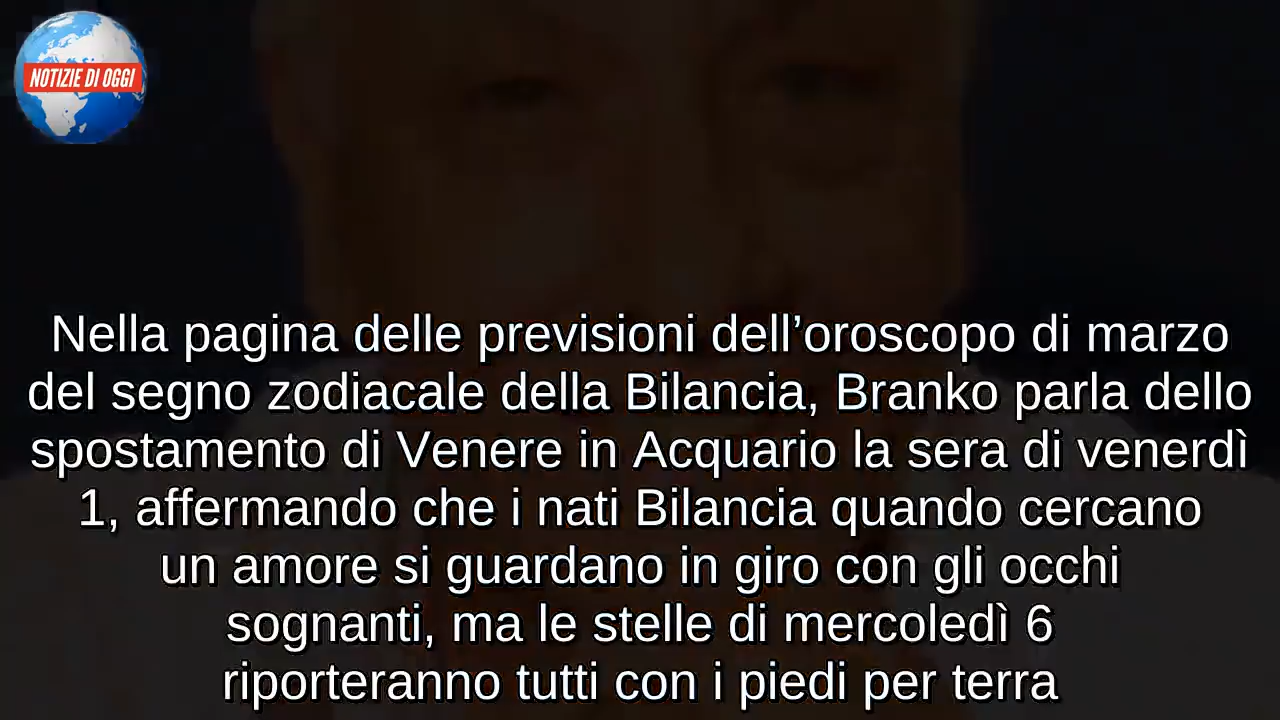 NOTIZIE DI OGGI
Nella pagina delle previsioni dell’oroscopo di marzo
del segno zodiacale della Bilancia, Branko parla dello
spostamento di Venere in Acquario la sera di venerdì
1, affermando che i nati Bilancia quando cercano
un amore si guardano in giro con gli occhi
sognanti, ma le stelle di mercoledì 6
riporteranno tutti con i piedi per terra